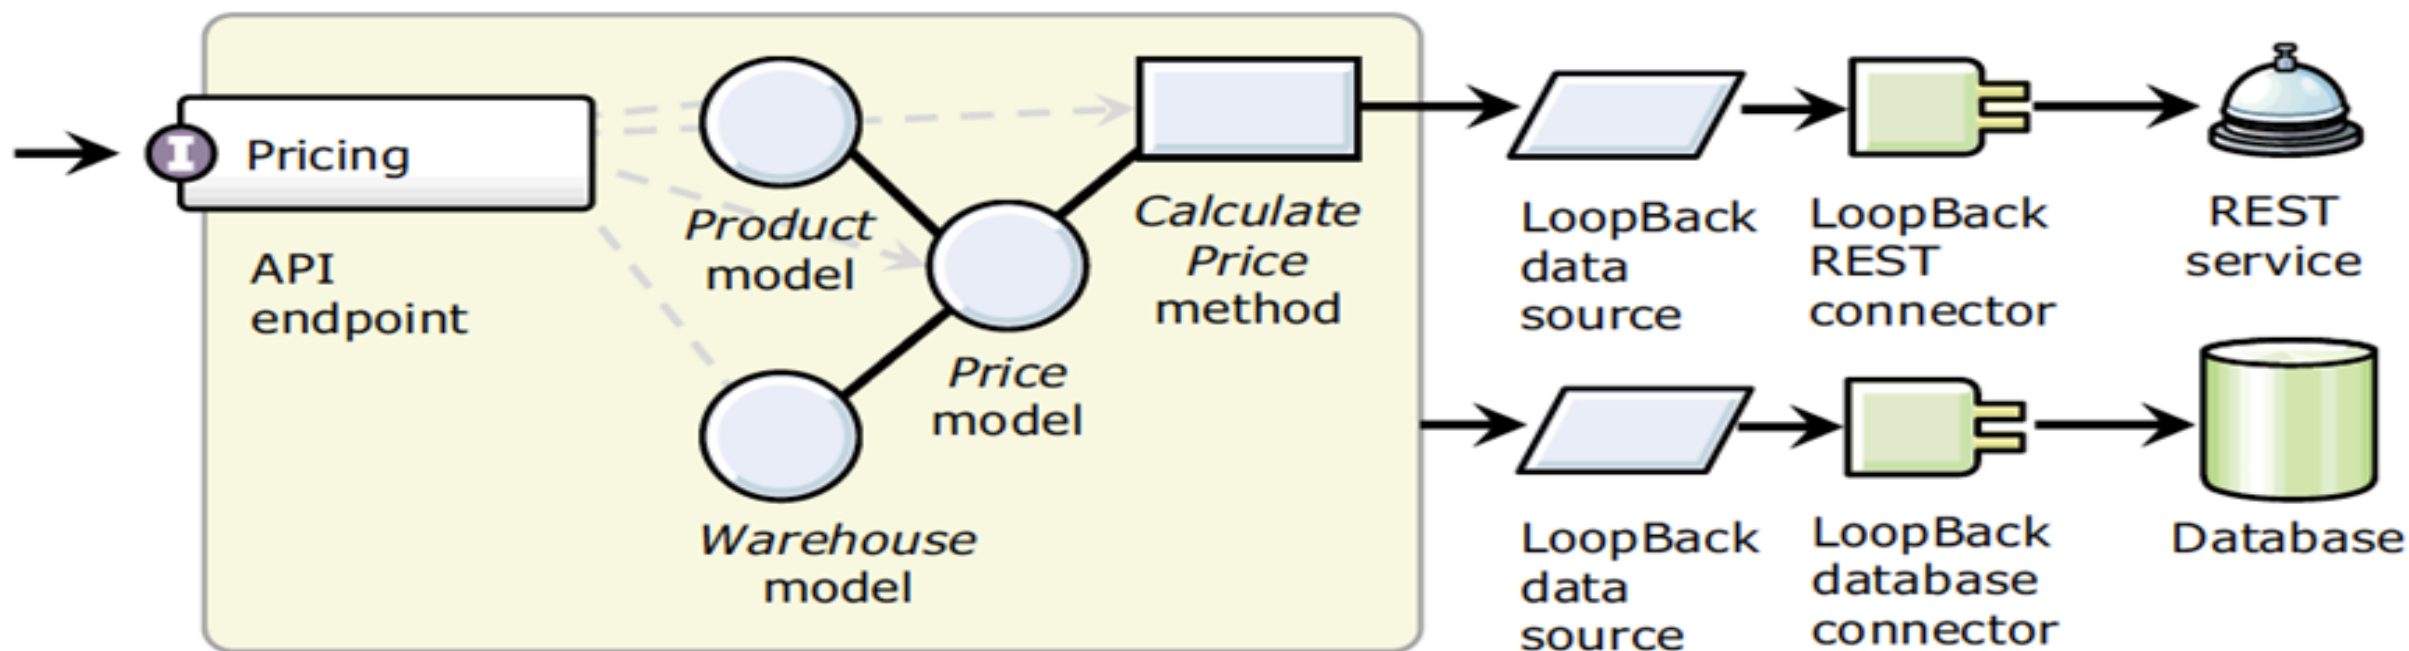 I
Pricing
API
endpoint
Product
model
Warehouse
model
Price
model
Calculate
Price
method
LoopBack
data
source
LoopBack
REST
connector
REST
service
LoopBack
data
source
LoopBack
database
connector
Database